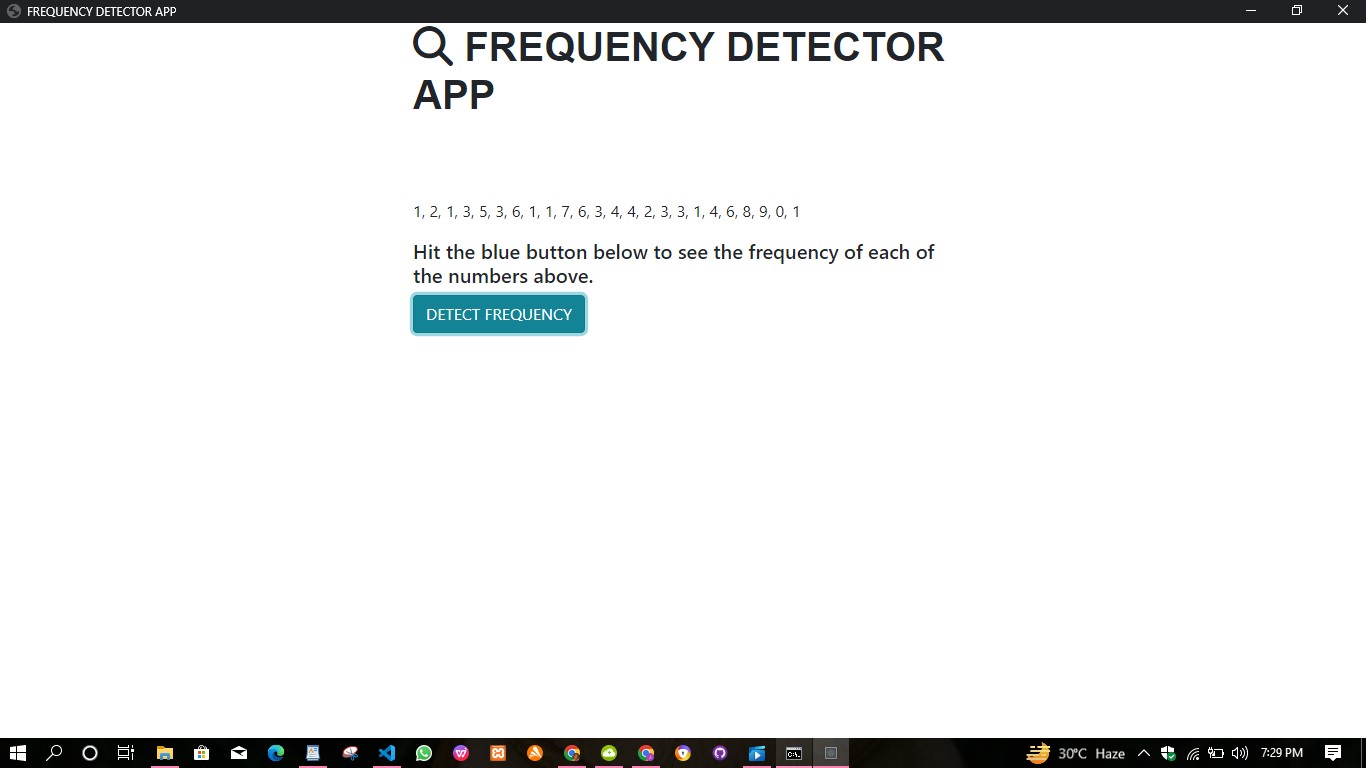 FREQUENCY DETECTOR APP
FREQUENCY DETECTOR
APP
1, 2, 1, 3, 5, 3, 6, 1, 1, 7, 6, 3, 4, 4, 2, 3, 3, 1, 4, 6, 8, 9, 0, 1
Hit the blue button below to see the frequency of each of
the numbers above.
DETECT FREQUENCY
30°C Haze 7:29 PM